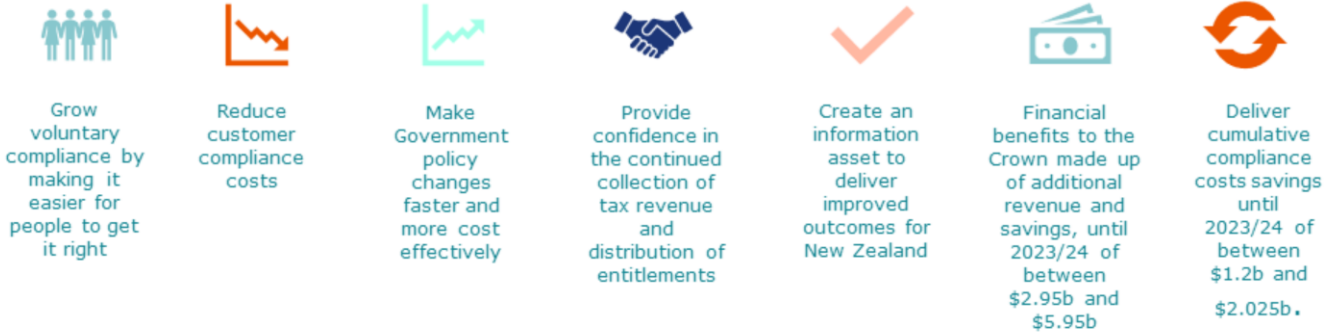 Grow
voluntary
compliance by
making it
easier for
people to get
it right
Reduce
customer
compliance
costs
Make
Government
policy
changes
faster and
more cost
effectively
Provide
confidence in
the continued
collection of
tax revenue
and
distribution of
entitlements
Create an
information
asset to
deliver
improved
outcomes for
New Zealand
Financial
benefits to the
Crown made up
of additional
revenue and
savings, until
2023/24 of
between
$2.95b and
$5.95b
Deliver
cumulative
compliance
costs savings
until
2023/24 of
between
$1.2b and
$2.025b.